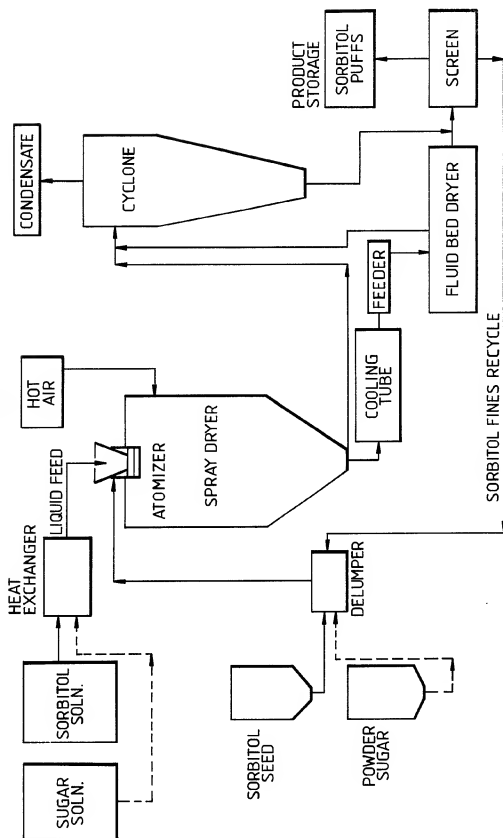 SUGAR
SOLN.
SORBITOL
SOLN.
HEAT
EXCHANGER
LIQUID FEED
HOT
AIR
ATOMIZER
SPRAY DRYER
CONDENSATE
CYCLONE
PRODUCT
STORAGE
SORBITOL
PUFFS
SCREEN
FLUID BED DRYER
FEEDER
COOLING
TUBE
SORBITOL
SEED
POWDER
SUGAR
DELUMPER
SORBITOL FINES RECYCLE